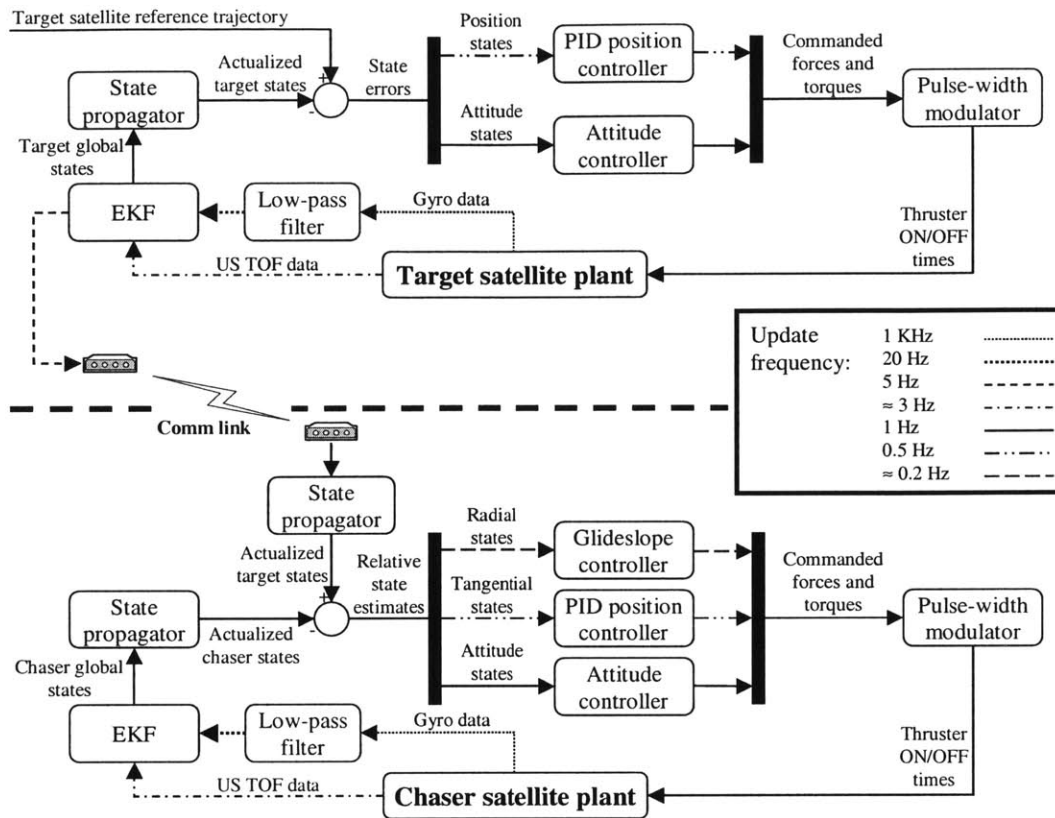 Target satellite reference trajectory
Actualized
target states
State
propagator
+
-
State
errors
Position
states
PID position
controller
Attitude
states
Attitude
controller
Commanded
forces and
torques
Pulse-width
modulator
Target global
states
EKF
Low-pass
filter
Gyro data
US TOF data
Target satellite plant
Thruster
ON/OFF
times
Update
frequency:
1 KHz
20 Hz
5 Hz
≈ 3 Hz
1 Hz
0.5 Hz
≈ 0.2 Hz
Comm link
State
propagator
Actualized
target states
State
propagator
Actualized
chaser states
+
-
Relative
state
estimates
Radial
states
Glideslope
controller
Tangential
states
PID position
controller
Attitude
states
Attitude
controller
Commanded
forces and
torques
Pulse-width
modulator
Chaser global
states
EKF
Low-pass
filter
Gyro data
US TOF data
Chaser satellite plant
Thruster
ON/OFF
times